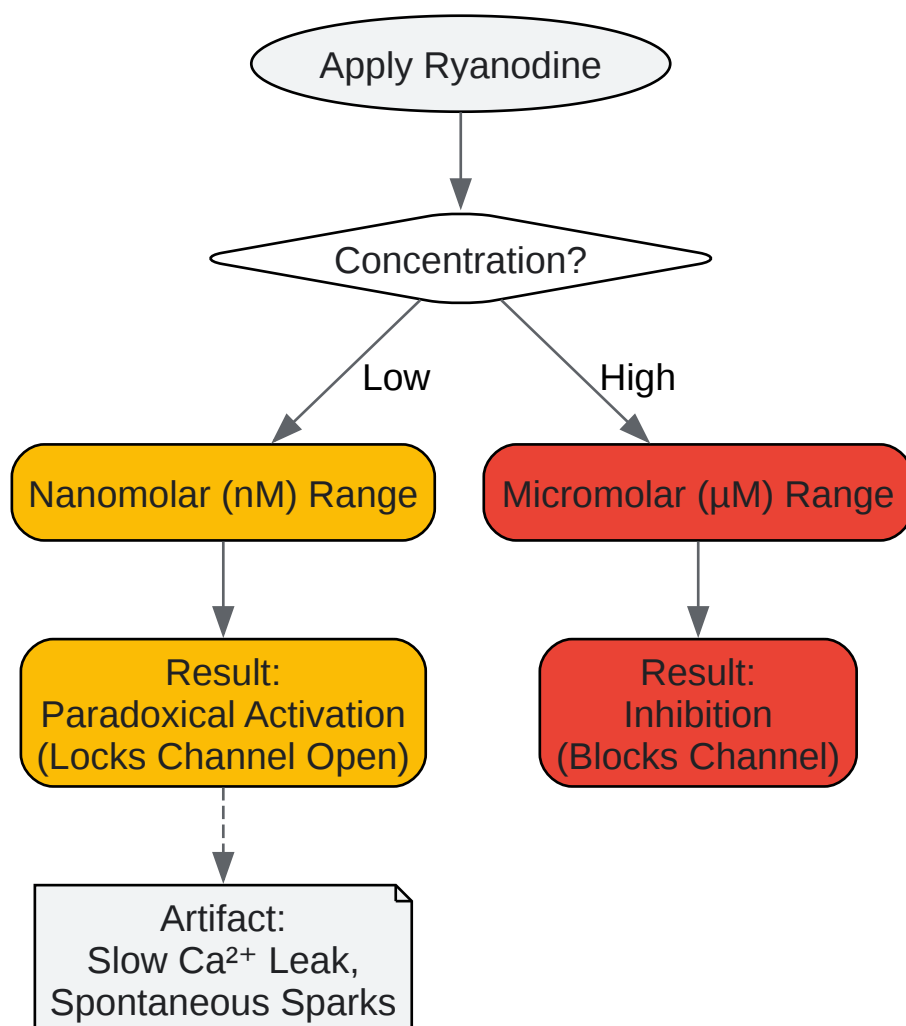 Apply Ryanodine
Concentration?
Low
High
Nanomolar (nM) Range
Micromolar (µM) Range
Result:
Paradoxical Activation
(Locks Channel Open)
Result:
Inhibition
(Blocks Channel)
Artifact:
Slow Ca²⁺ Leak,
Spontaneous Sparks